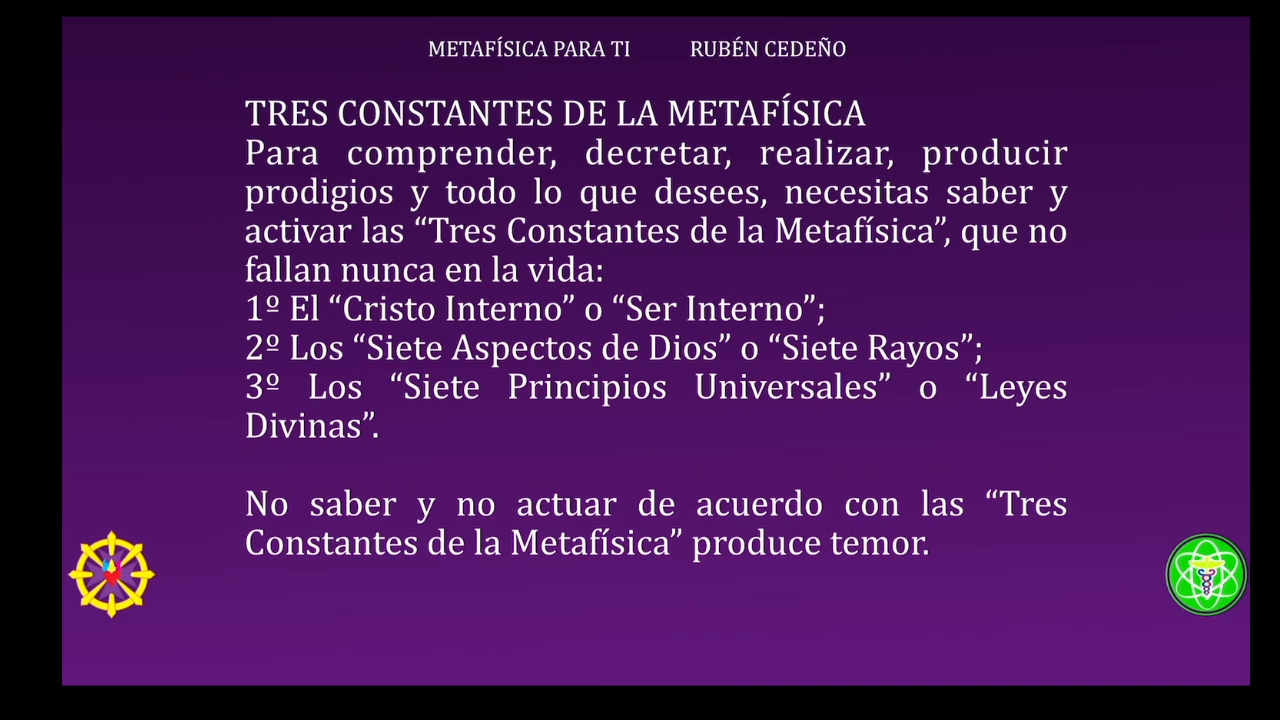 METAFÍSICA PARA TI RUBÉN CEDEÑO
TRES CONSTANTES DE LA METAFÍSICA
Para comprender, decretar, realizar, producir
prodigios y todo lo que desees, necesitas saber y
activar las “Tres Constantes de la Metafísica”, que no
fallan nunca en la vida:
1º El “Cristo Interno” o “Ser Interno”;
2º Los “Siete Aspectos de Dios” o “Siete Rayos”;
3º Los “Siete Principios Universales” o “Leyes
Divinas”.
No saber y no actuar de acuerdo con las “Tres
Constantes de la Metafísica” produce temor.